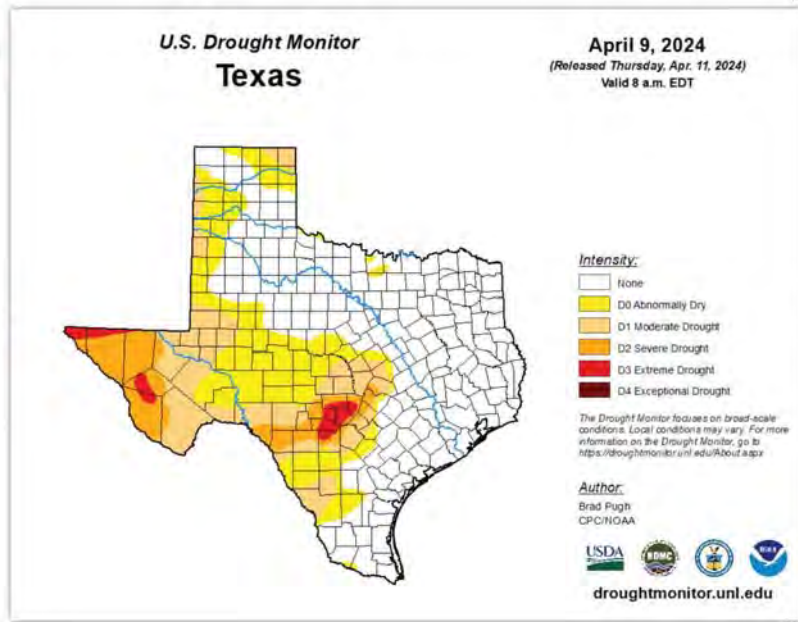 U.S. Drought Monitor
Texas
April 9, 2024
(Released Thursday, Apr. 11, 2024)
Valid 8 a.m. EDT
Intensity:
None
D0 Abnormally Dry
D1 Moderate Drought
D2 Severe Drought
D3 Extreme Drought
D4 Exceptional Drought
The Drought Monitor focuses on broad-scale
conditions. Local conditions may vary. For more
information on the Drought Monitor, go to
https://droughtmonitor.unl.edu/About.aspx
Author:
Brad Pugh
CPC/NOAA
USDA
NDMC
droughtmonitor.unl.edu